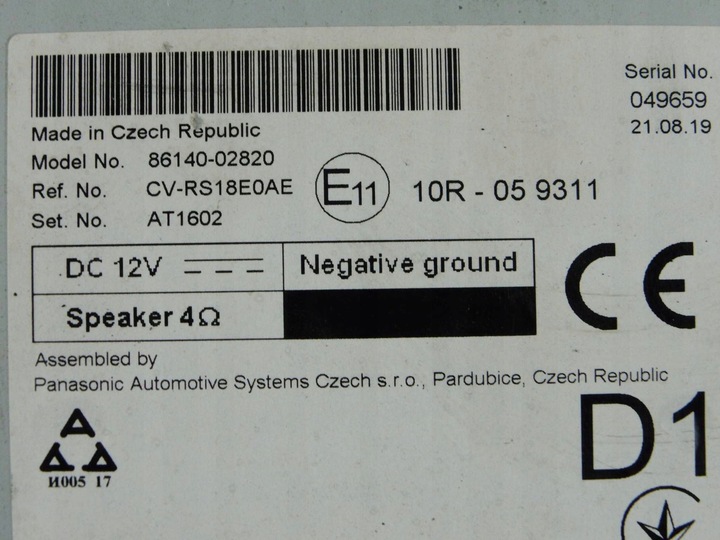 Serial No.
049659
21.08.19
Made in Czech Republic
Model No. 86140-02820
Ref. No. CV-RS18E0AE
Set. No. AT1602
E11 10R - 05 9311
DC 12V Negative ground
Speaker 4Ω
CE
Assembled by
Panasonic Automotive Systems Czech s.r.o., Pardubice, Czech Republic
D1
И005 17